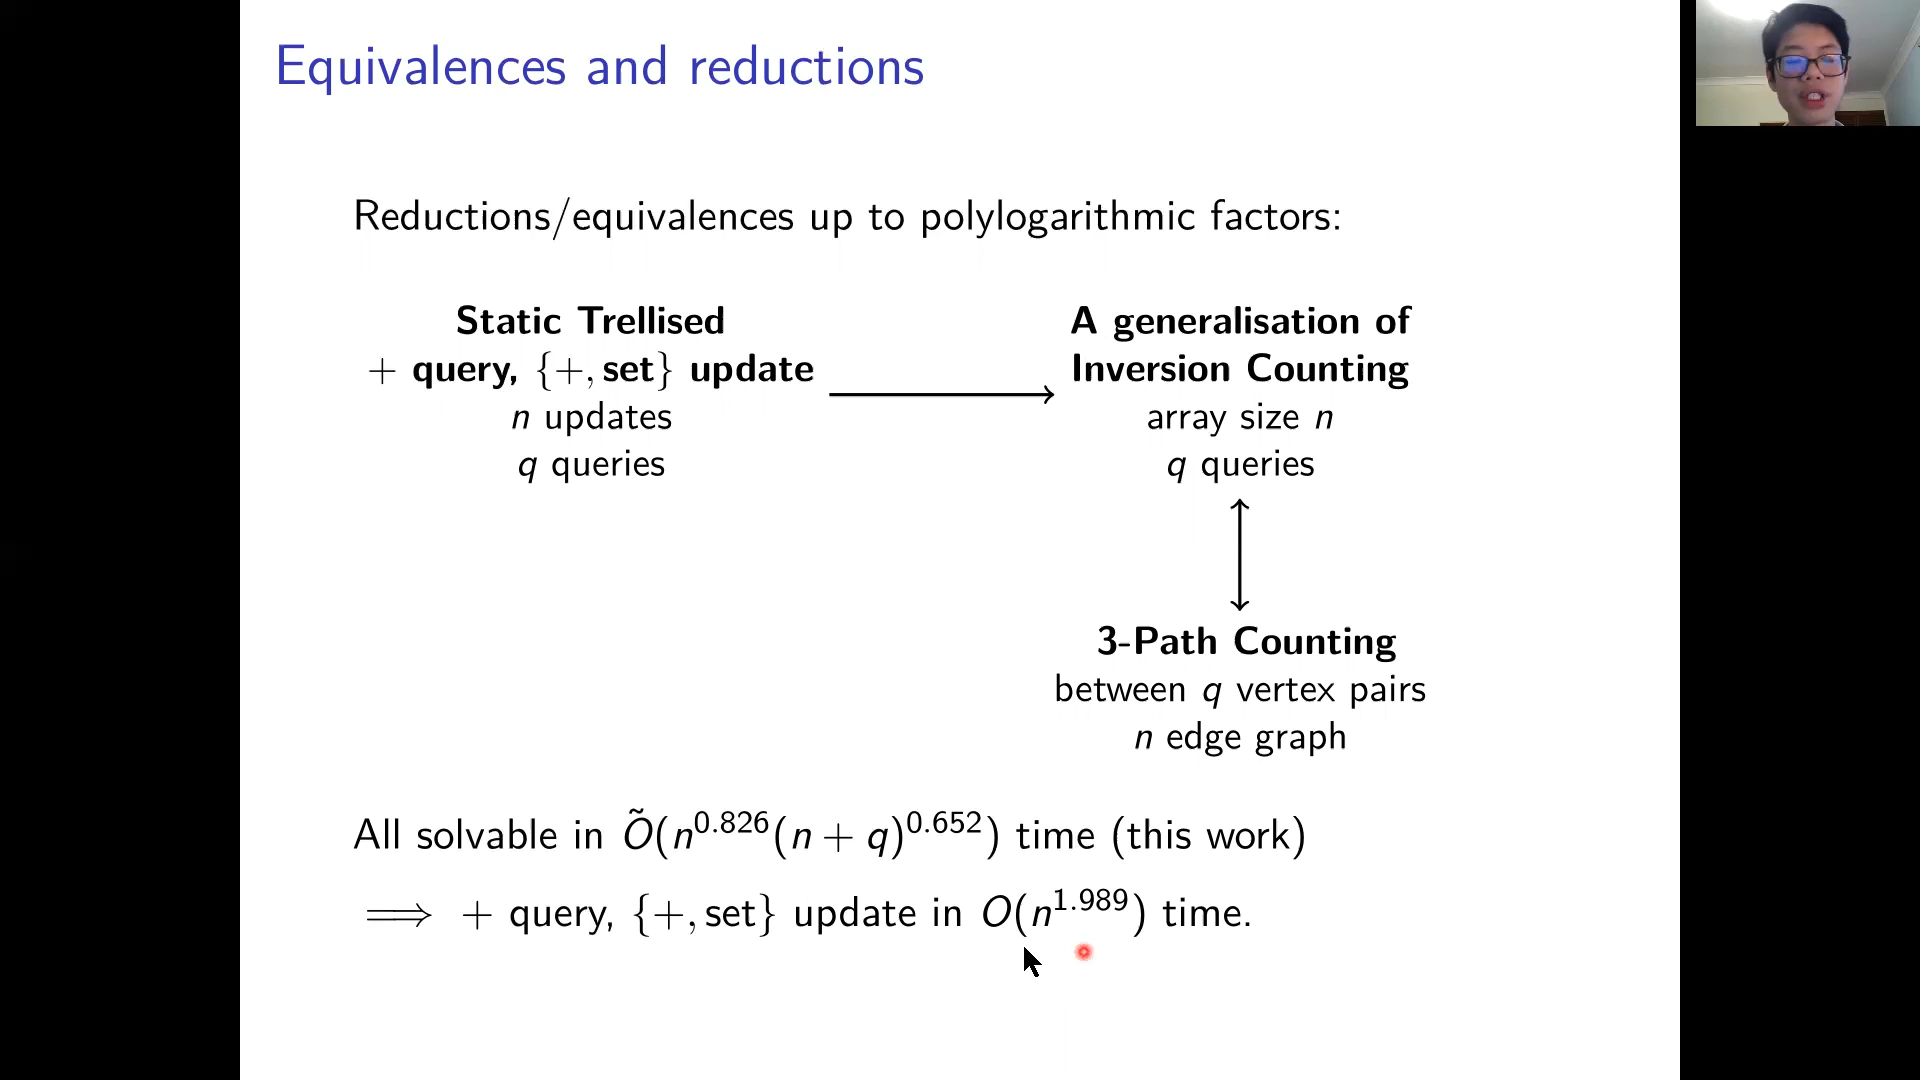 Equivalences and reductions
Reductions/equivalences up to polylogarithmic factors:
Static Trellised
+ query, {+, set} update
n updates
q queries
A generalisation of
Inversion Counting
array size n
q queries
3-Path Counting
between q vertex pairs
n edge graph
All solvable in Õ(n^0.826(n + q)^0.652) time (this work)
⟹ + query, {+, set} update in O(n^1.989) time.